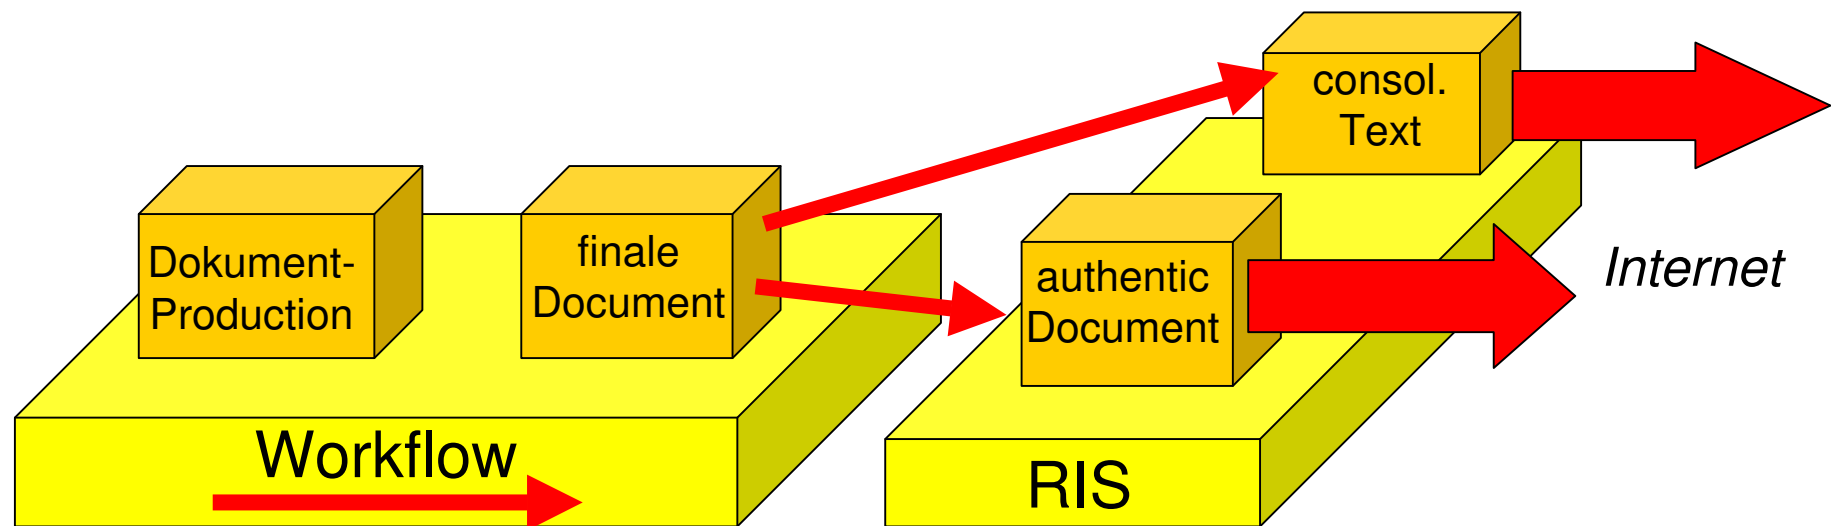 Dokument-
Production
finale
Document
Workflow
consol.
Text
authentic
Document
RIS
Internet